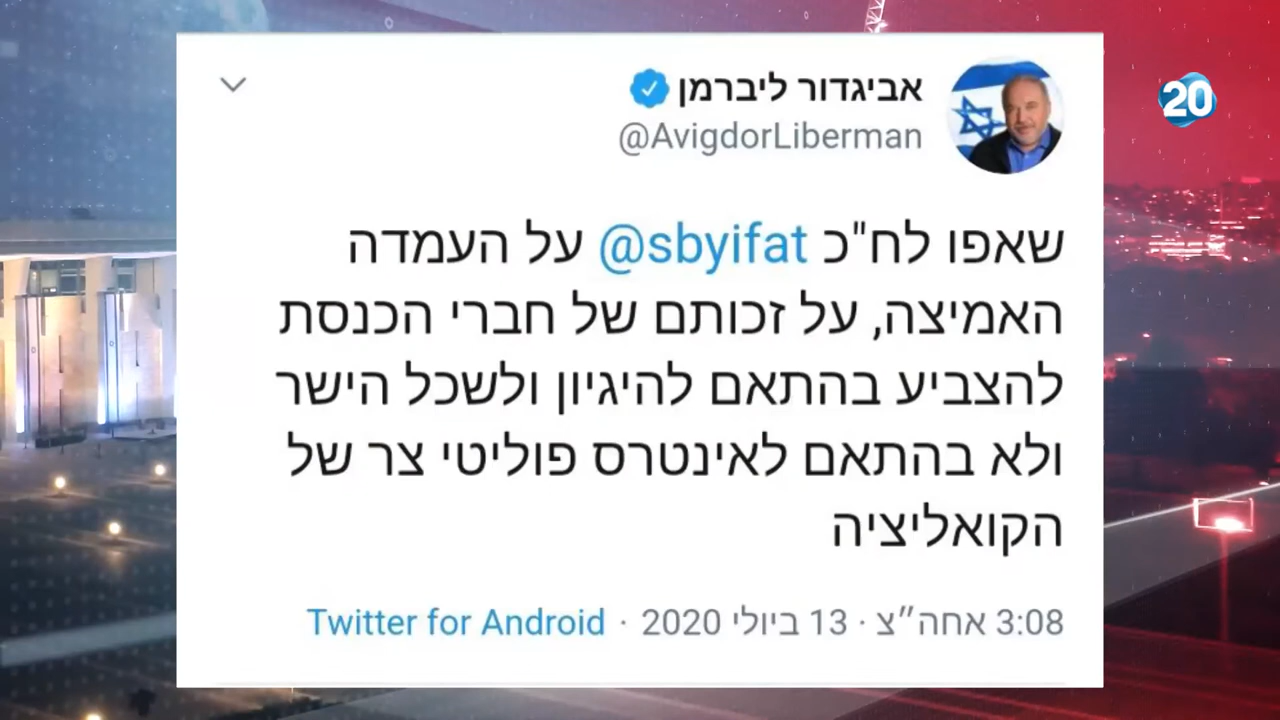 20
אביגדור ליברמן
@AvigdorLiberman
שאפו לח"כ @sbyifat על העמדה
האמיצה, על זכותם של חברי הכנסת
להצביע בהתאם להיגיון ולשכל הישר
ולא בהתאם לאינטרס פוליטי צר של
הקואליציה
3:08 אחה״צ · 13 ביולי 2020 · Twitter for Android